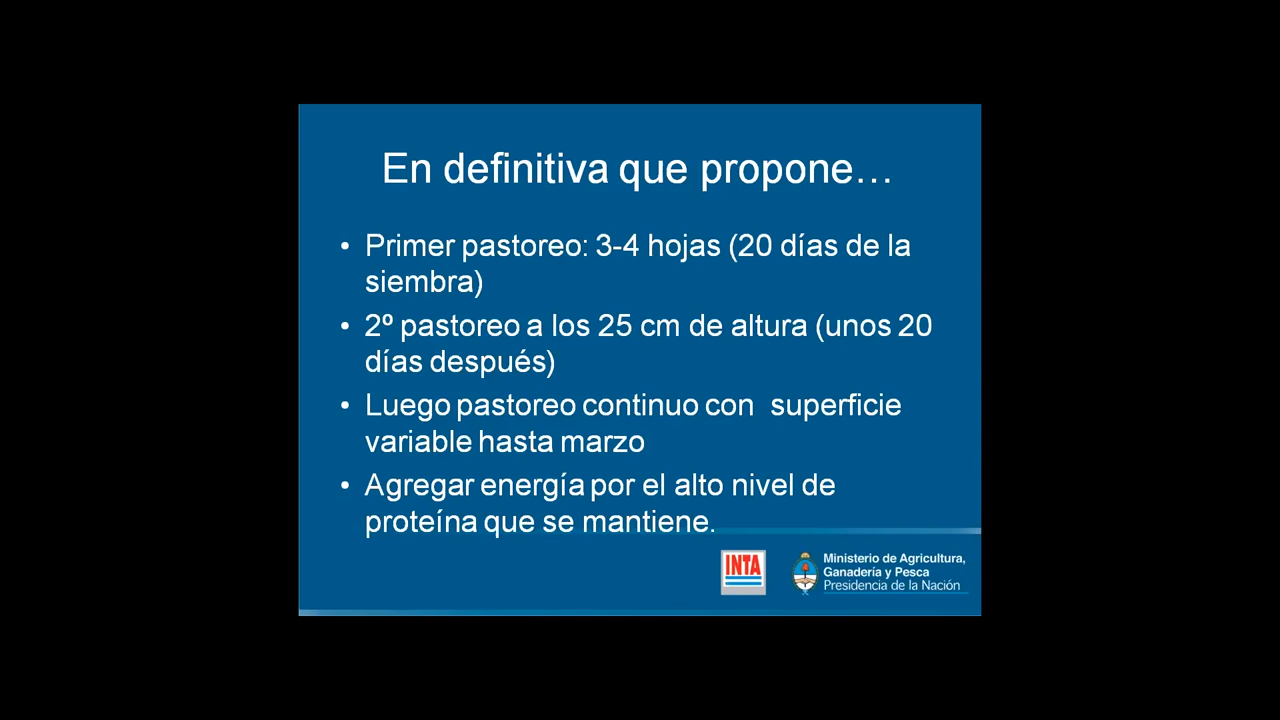 En definitiva que propone…
• Primer pastoreo: 3-4 hojas (20 días de la
siembra)
• 2º pastoreo a los 25 cm de altura (unos 20
días después)
• Luego pastoreo continuo con  superficie
variable hasta marzo
• Agregar energía por el alto nivel de
proteína que se mantiene.
INTA
Ministerio de Agricultura,
Ganadería y Pesca
Presidencia de la Nación